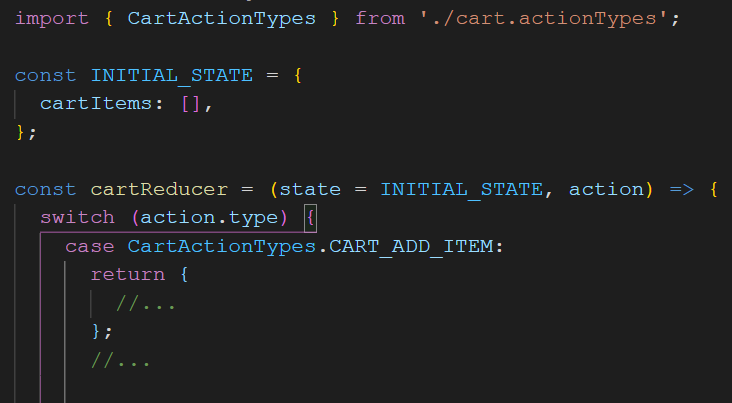 import { CartActionTypes } from './cart.actionTypes';
const INITIAL_STATE = {
cartItems: [],
};
const cartReducer = (state = INITIAL_STATE, action) => {
switch (action.type) {
case CartActionTypes.CART_ADD_ITEM:
return {
//...
};
//...